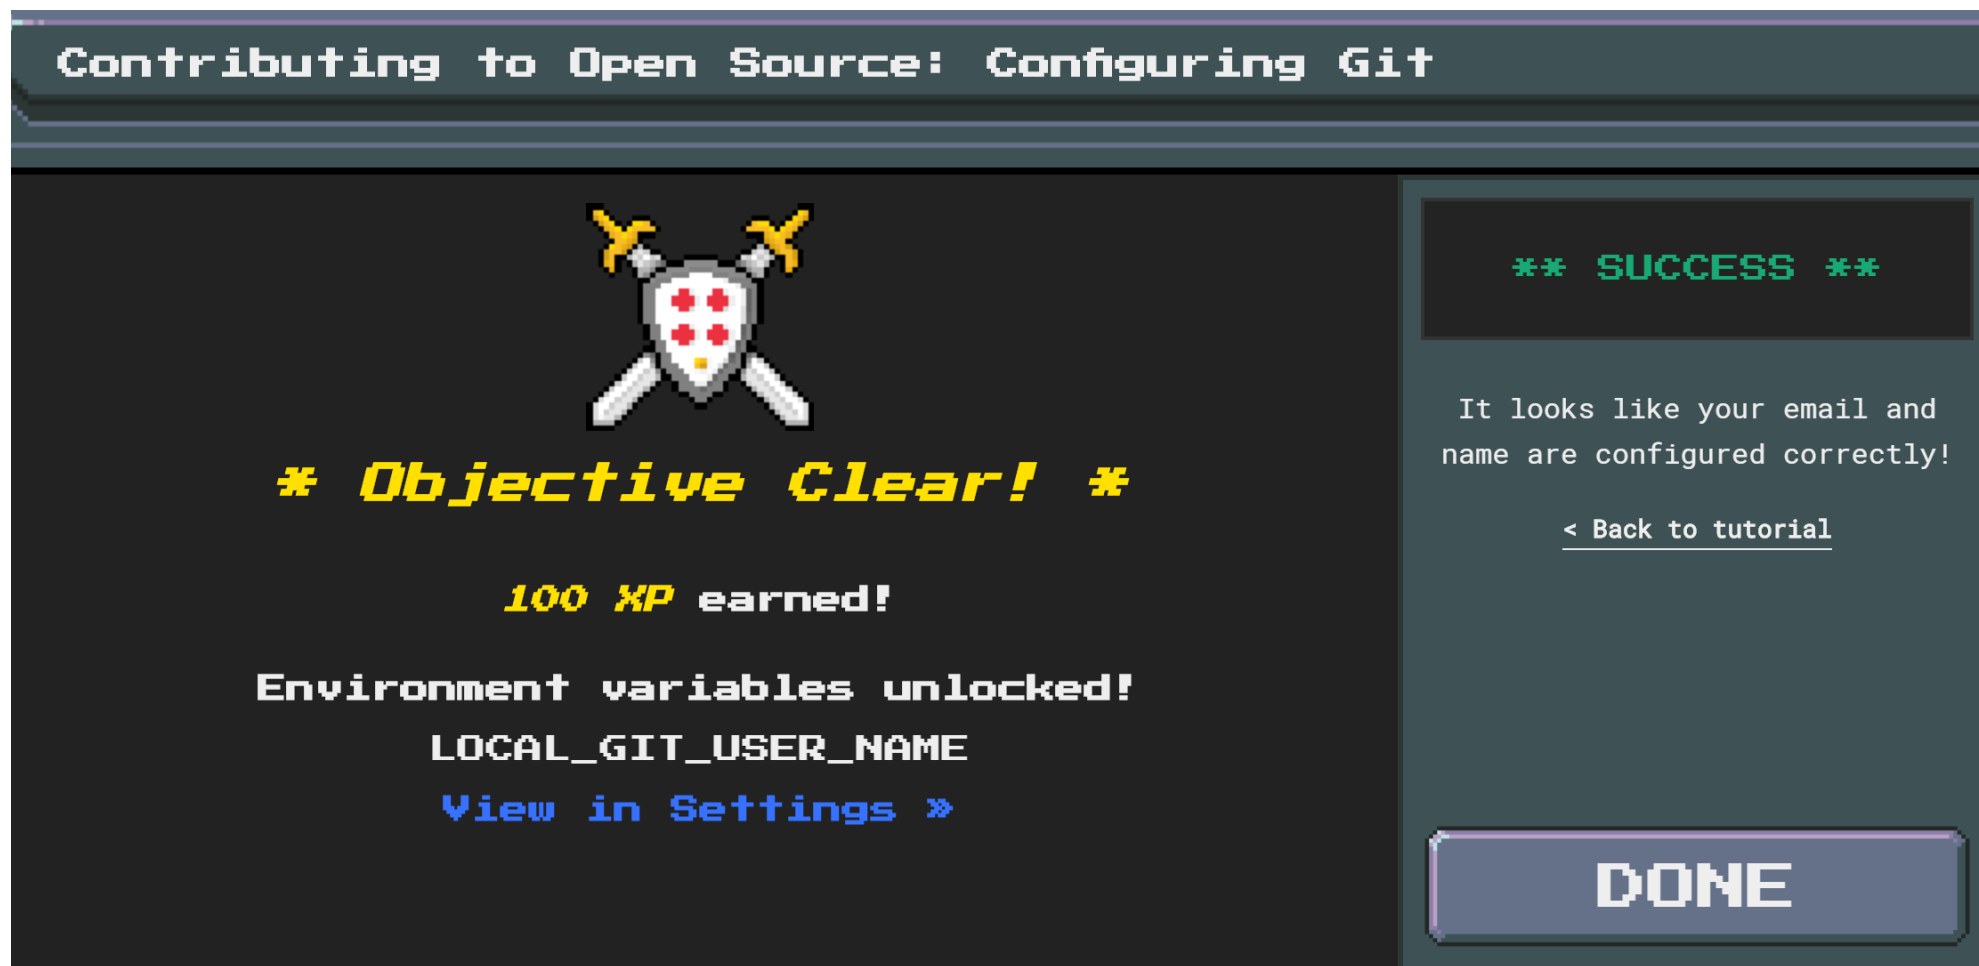 Contributing to Open Source: Configuring Git
* Objective Clear! *
100 XP earned!
Environment variables unlocked!
LOCAL_GIT_USER_NAME
View in Settings »
** SUCCESS **
It looks like your email and
name are configured correctly!
< Back to tutorial
DONE